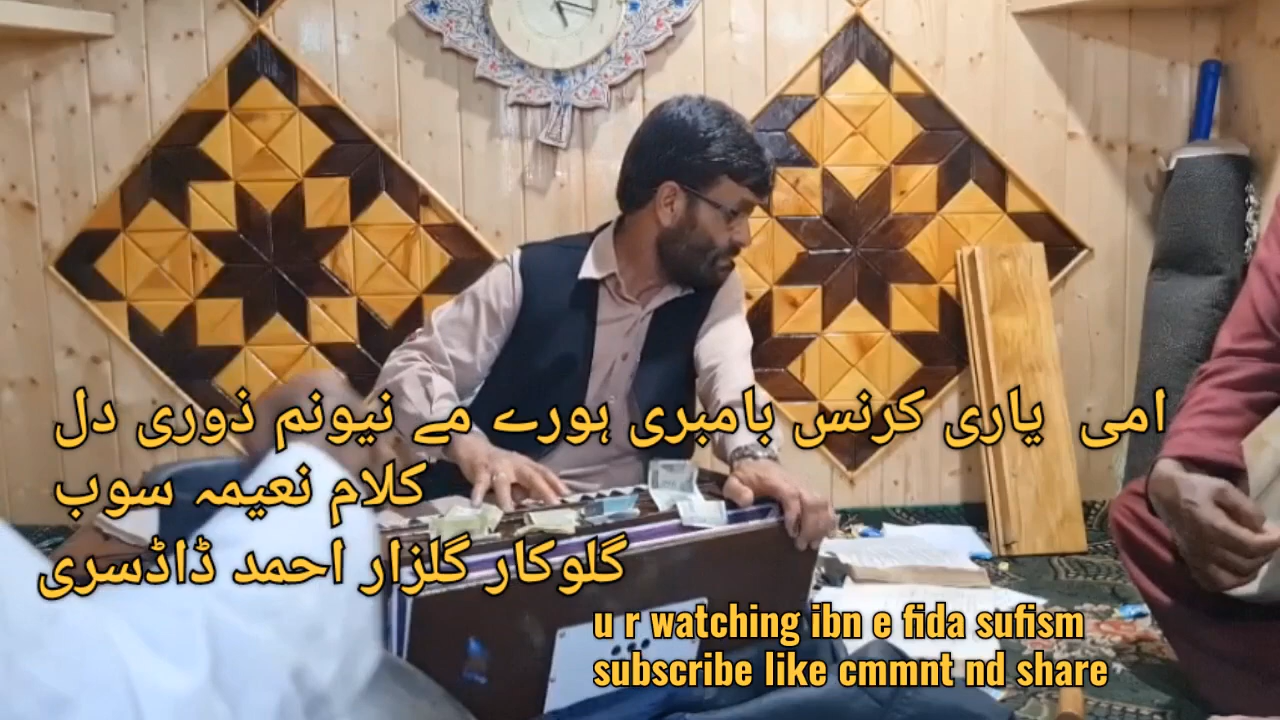 امی یاری کرنس بامبری ہورے مے نیونمِ ذوری دل
کلامِ نعیمہ سوب
گلوکار گلزار احمد ڈاڈسری
u r watching ibn e fida sufism
subscribe like cmmnt nd share